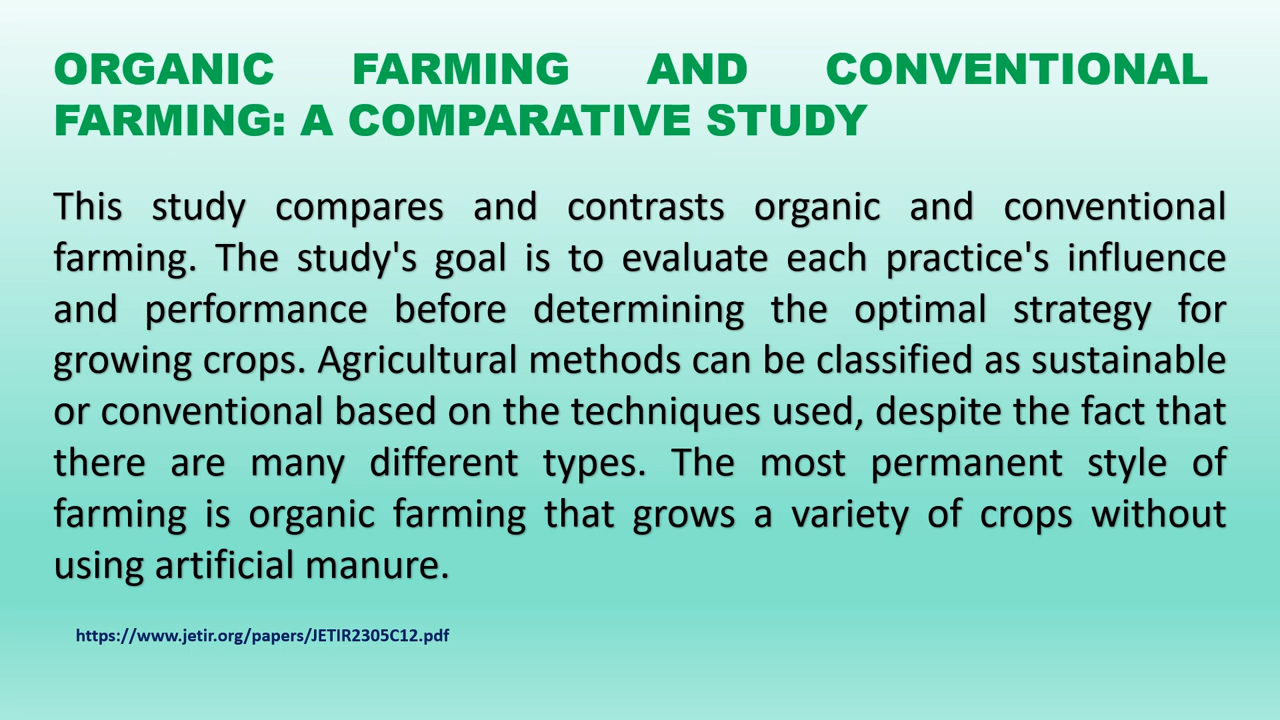 ORGANIC FARMING AND CONVENTIONAL
FARMING: A COMPARATIVE STUDY
This study compares and contrasts organic and conventional
farming. The study's goal is to evaluate each practice's influence
and performance before determining the optimal strategy for
growing crops. Agricultural methods can be classified as sustainable
or conventional based on the techniques used, despite the fact that
there are many different types. The most permanent style of
farming is organic farming that grows a variety of crops without
using artificial manure.
https://www.jetir.org/papers/JETIR2305C12.pdf